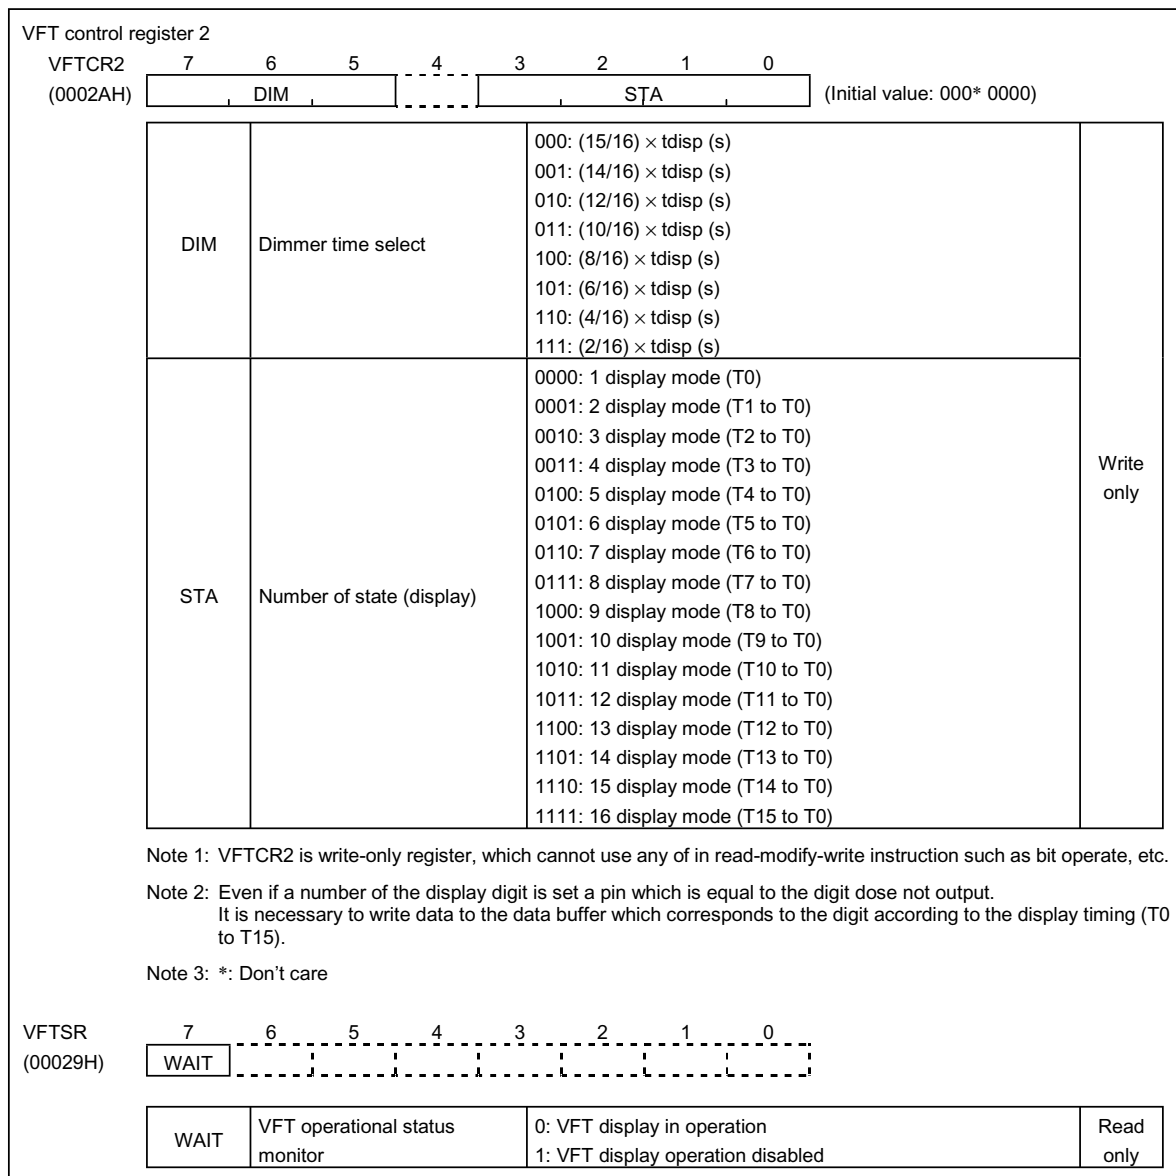 VFT control register 2
VFTCR2 7 6 5 4 3 2 1 0
(0002AH) DIM STA (Initial value: 000* 0000)
000: (15/16) × tdisp (s)
001: (14/16) × tdisp (s)
010: (12/16) × tdisp (s)
011: (10/16) × tdisp (s)
DIM Dimmer time select
100: (8/16) × tdisp (s)
101: (6/16) × tdisp (s)
110: (4/16) × tdisp (s)
111: (2/16) × tdisp (s)
0000: 1 display mode (T0)
0001: 2 display mode (T1 to T0)
0010: 3 display mode (T2 to T0)
0011: 4 display mode (T3 to T0)
Write
0100: 5 display mode (T4 to T0)
only
0101: 6 display mode (T5 to T0)
0110: 7 display mode (T6 to T0)
0111: 8 display mode (T7 to T0)
STA Number of state (display)
1000: 9 display mode (T8 to T0)
1001: 10 display mode (T9 to T0)
1010: 11 display mode (T10 to T0)
1011: 12 display mode (T11 to T0)
1100: 13 display mode (T12 to T0)
1101: 14 display mode (T13 to T0)
1110: 15 display mode (T14 to T0)
1111: 16 display mode (T15 to T0)
Note 1: VFTCR2 is write-only register, which cannot use any of in read-modify-write instruction such as bit operate, etc.
Note 2: Even if a number of the display digit is set a pin which is equal to the digit dose not output.
It is necessary to write data to the data buffer which corresponds to the digit according to the display timing (T0
to T15).
Note 3: *: Don't care
VFTSR 7 6 5 4 3 2 1 0
(00029H) WAIT
WAIT
VFT operational status
monitor
0: VFT display in operation
1: VFT display operation disabled
Read
only